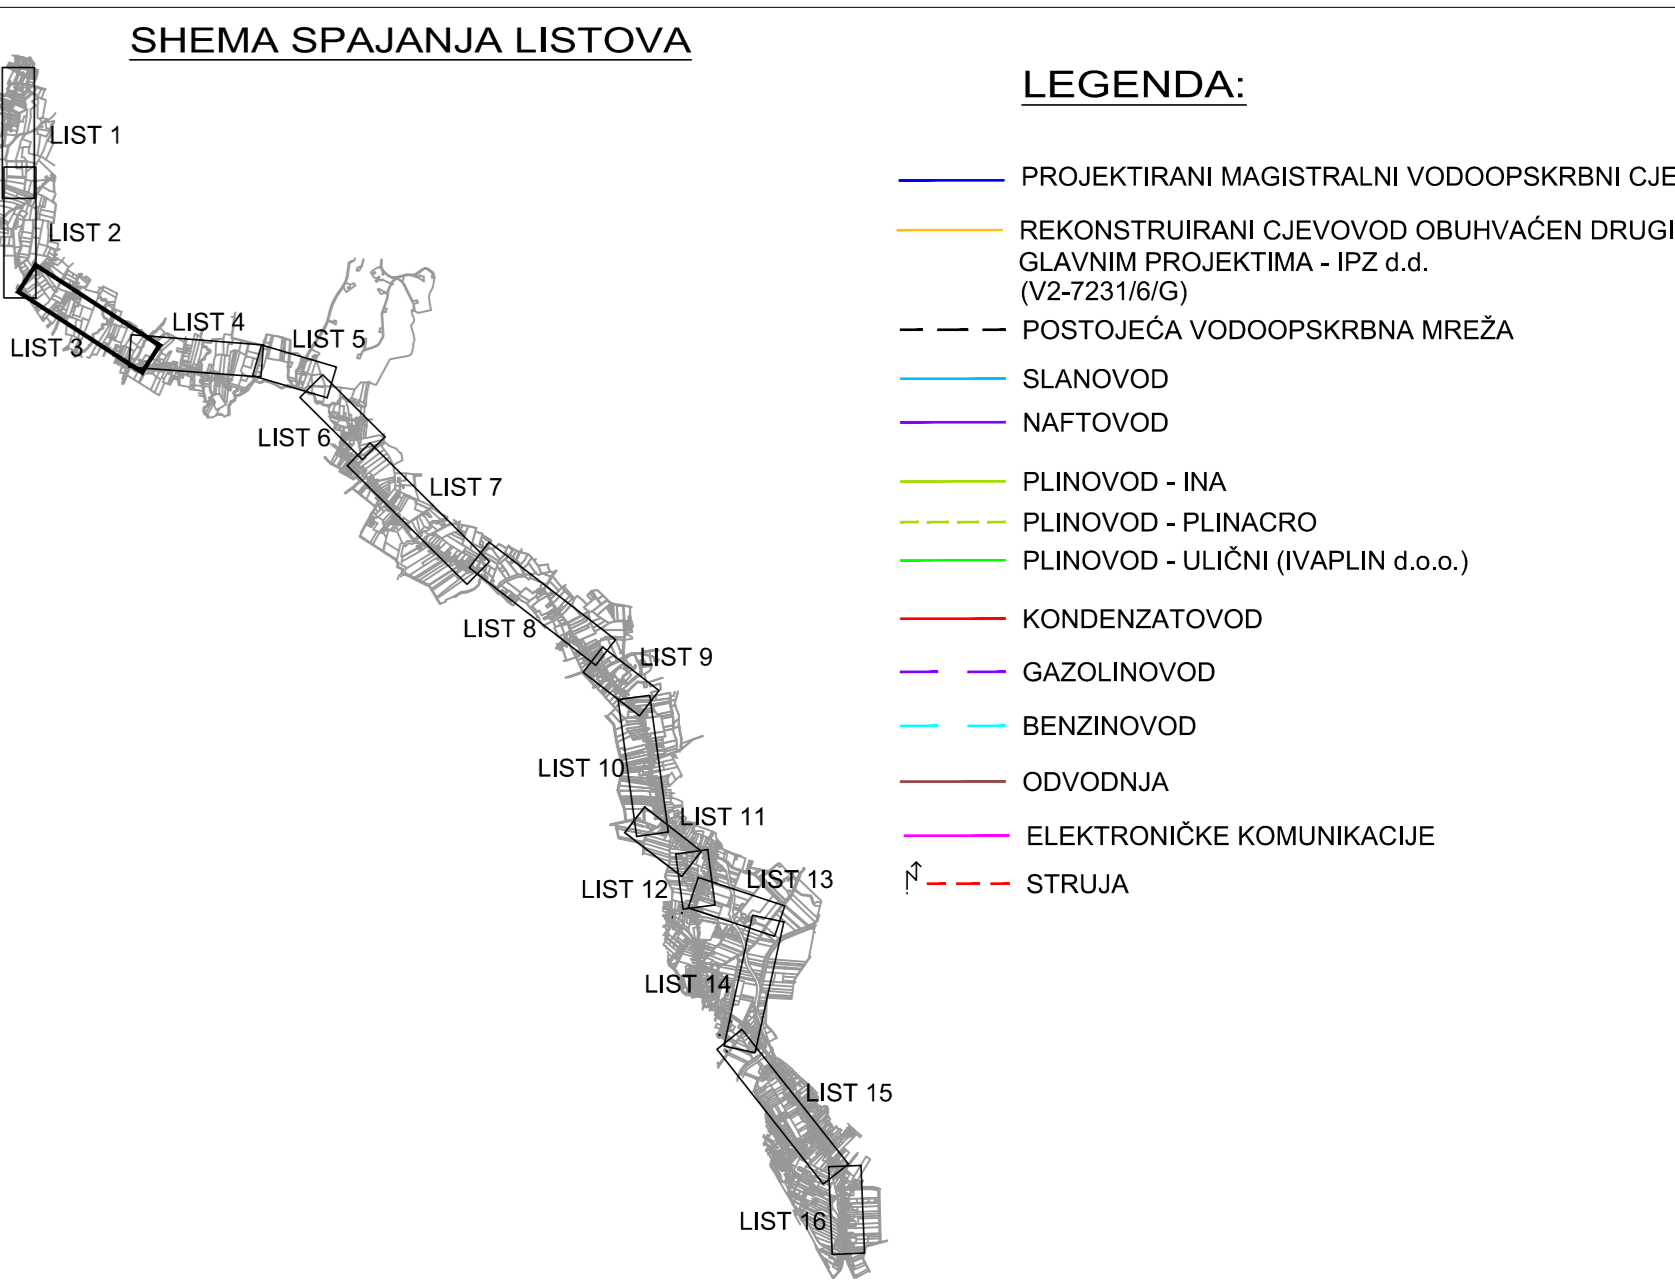 SHEMA SPAJANJA LISTOVA
LIST 1
LIST 2
LIST 3
LIST 4
LIST 5
LIST 6
LIST 7
LIST 8
LIST 9
LIST 10
LIST 11
LIST 12
LIST 13
LIST 14
LIST 15
LIST 16
LEGENDA:
PROJEKTIRANI MAGISTRALNI VODOOPSKRBNI CJE
REKONSTRUIRANI CJEVOVOD OBUHVAĆEN DRUGI
GLAVNIM PROJEKTIMA - IPZ d.d.
(V2-7231/6/G)
POSTOJEĆA VODOOPSKRBNA MREŽA
SLANOVOD
NAFTOVOD
PLINOVOD - INA
PLINOVOD - PLINACRO
PLINOVOD - ULIČNI (IVAPLIN d.o.o.)
KONDENZATOVOD
GAZOLINOVOD
BENZINOVOD
ODVODNJA
ELEKTRONIČKE KOMUNIKACIJE
STRUJA